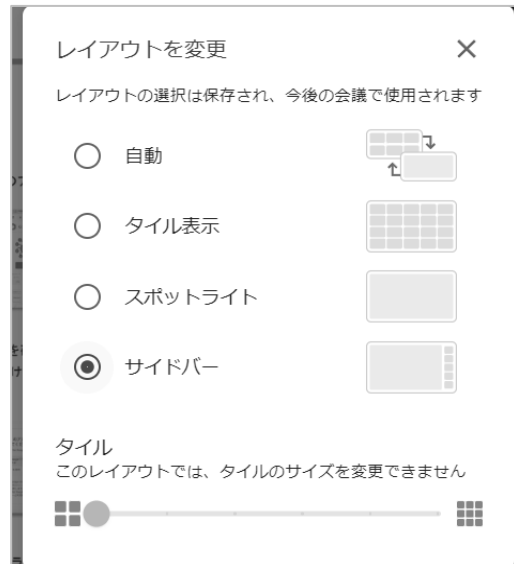 レイアウトを変更
レイアウトの選択は保存され、今後の会議で使用されます
自動
タイル表示
スポットライト
サイドバー
タイル
このレイアウトでは、タイルのサイズを変更できません